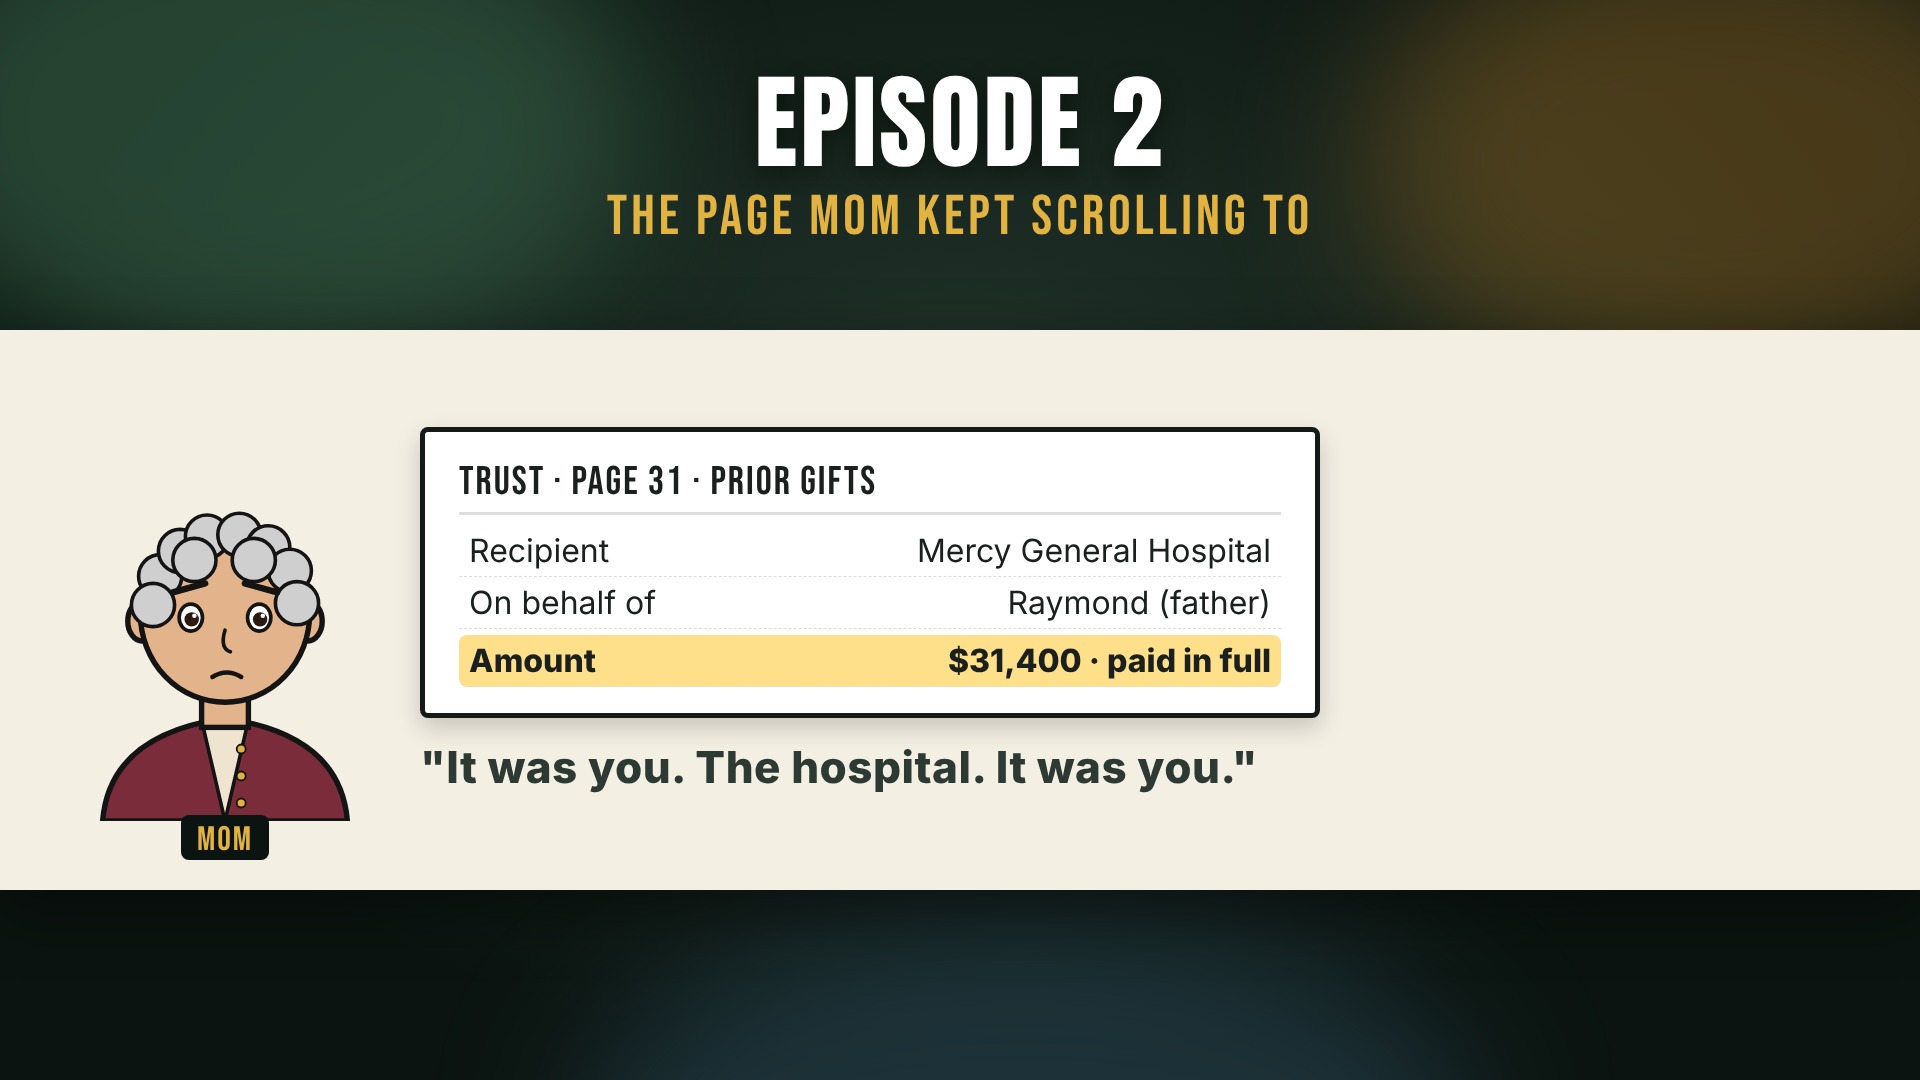 EPISODE 2
THE PAGE MOM KEPT SCROLLING TO
TRUST · PAGE 31 · PRIOR GIFTS
Recipient Mercy General Hospital
On behalf of Raymond (father)
Amount $31,400 · paid in full
"It was you. The hospital. It was you."
MOM